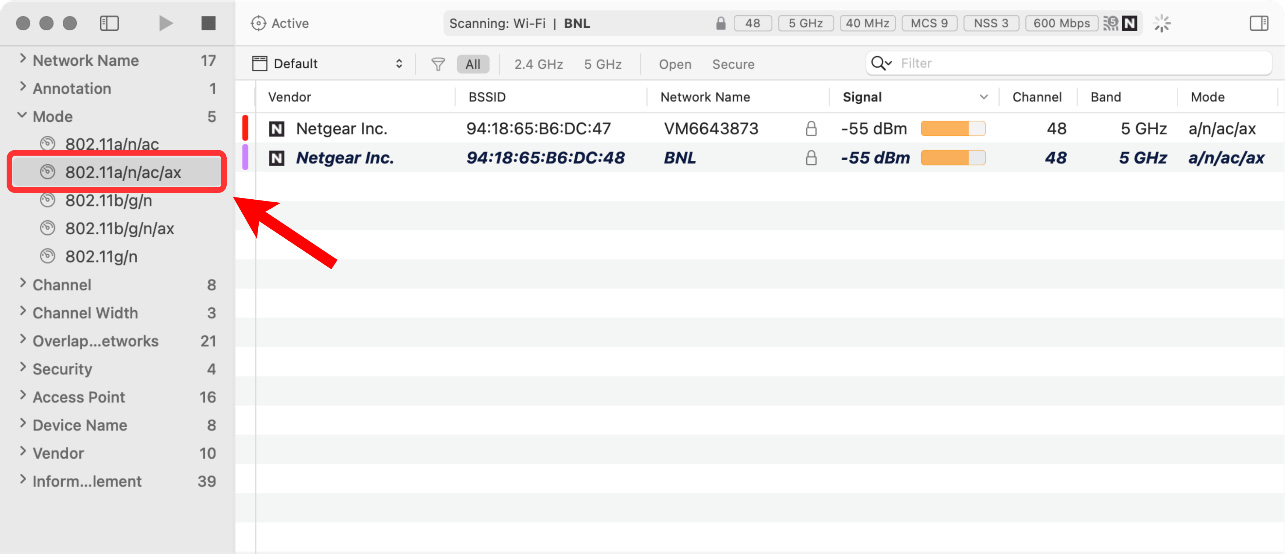 Active
Scanning: Wi-Fi | BNL
48 5 GHz 40 MHz MCS 9 NSS 3 600 Mbps 5 N
Network Name 17
Annotation 1
Mode 5
802.11a/n/ac
802.11a/n/ac/ax
802.11b/g/n
802.11b/g/n/ax
802.11g/n
Channel 8
Channel Width 3
Overlap...etworks 21
Security 4
Access Point 16
Device Name 8
Vendor 10
Inform...lement 39
Default All 2.4 GHz 5 GHz Open Secure Filter
Vendor BSSID Network Name Signal Channel Band Mode
N Netgear Inc. 94:18:65:B6:DC:47 VM6643873 -55 dBm 48 5 GHz a/n/ac/ax
N Netgear Inc. 94:18:65:B6:DC:48 BNL -55 dBm 48 5 GHz a/n/ac/ax